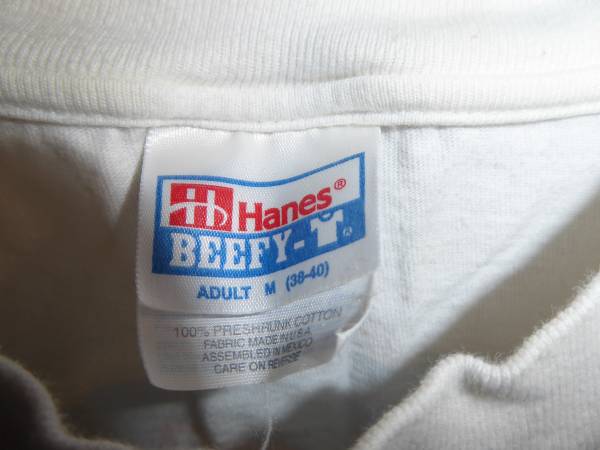 Hanes®
BEEFY-T®
ADULT M (38-40)
100% PRESHRUNK COTTON
FABRIC MADE IN U.S.A.
ASSEMBLED IN MEXICO
CARE ON REVERSE